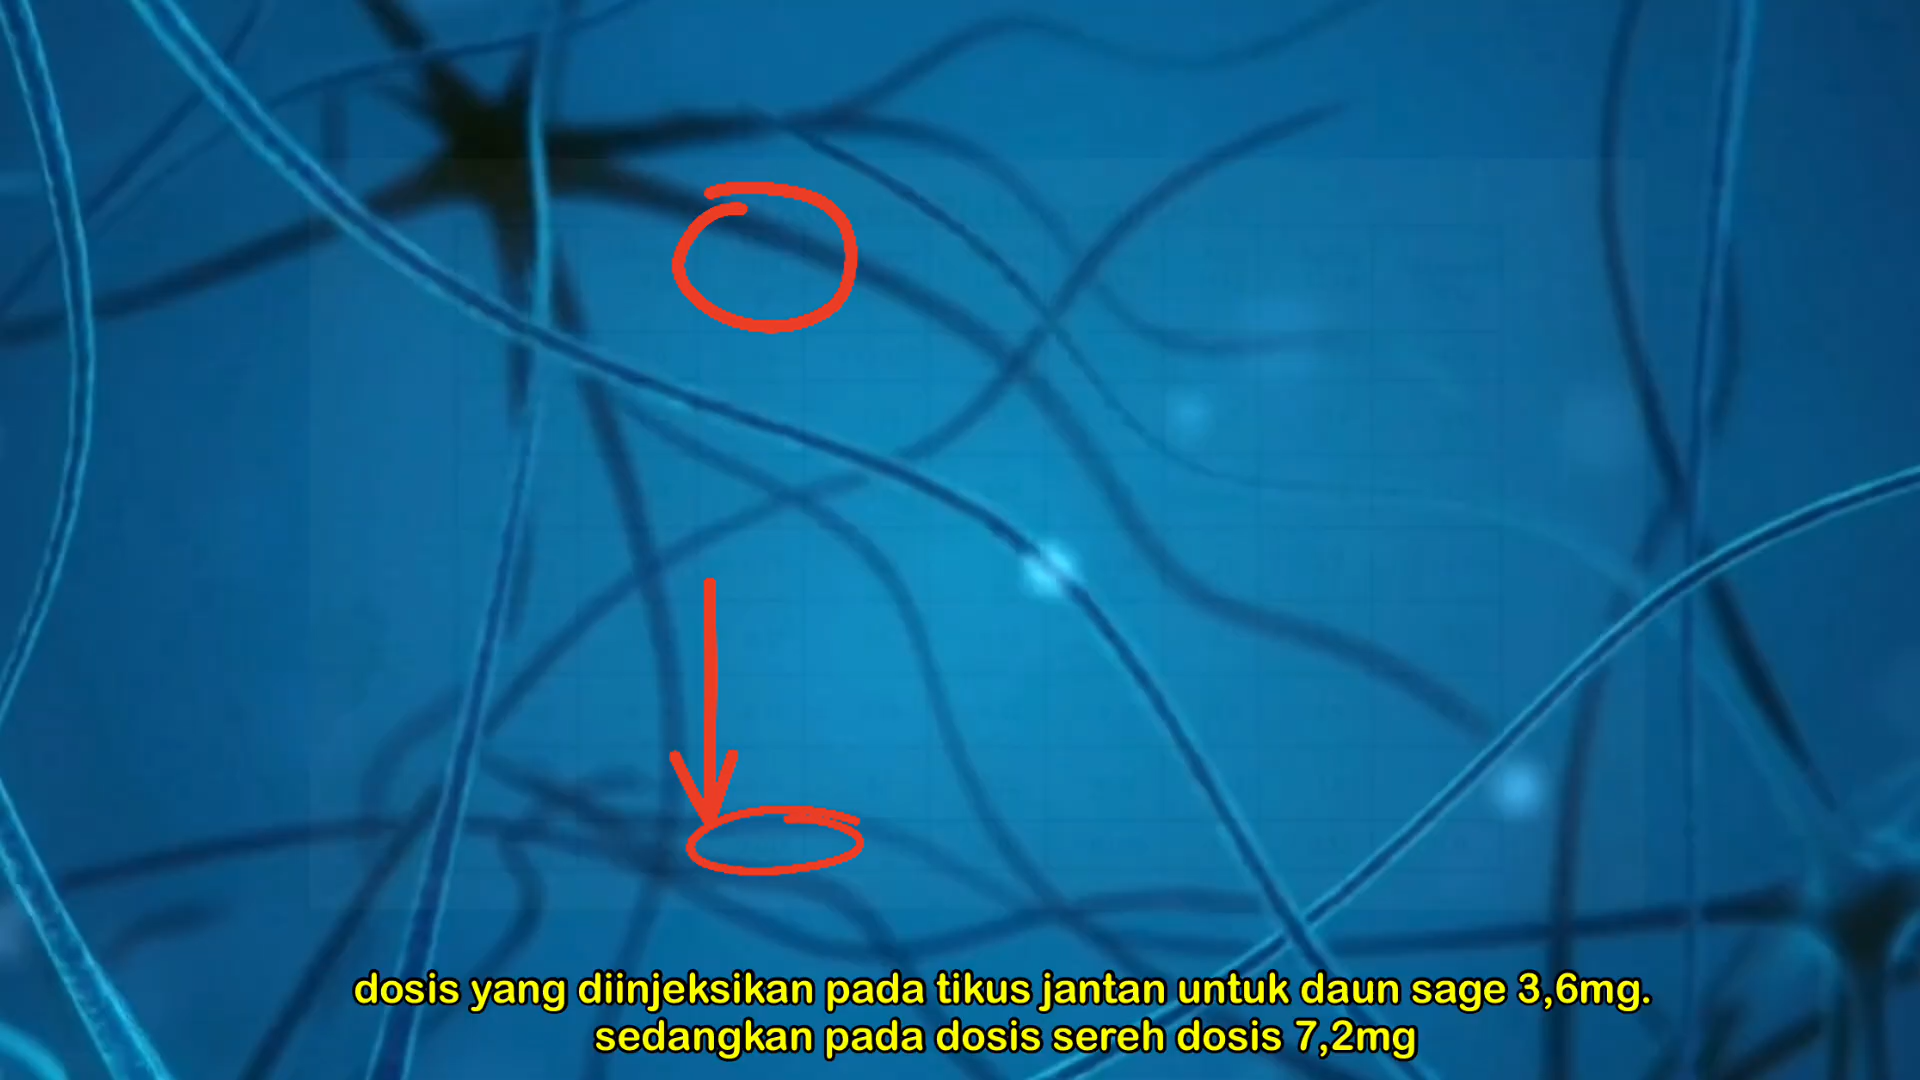 dosis yang diinjeksikan pada tikus jantan untuk daun sage 3,6mg.
sedangkan pada dosis sereh dosis 7,2mg